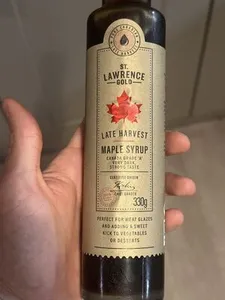 ST.
LAWRENCE
GOLD
LATE HARVEST
MAPLE SYRUP
CANADA GRADE 'A'
VERY DARK,
STRONG TASTE
330g
PERFECT FOR MEAT GLAZES
AND ADDING A SWEET
KICK TO VEGETABLES
OR DESSERTS